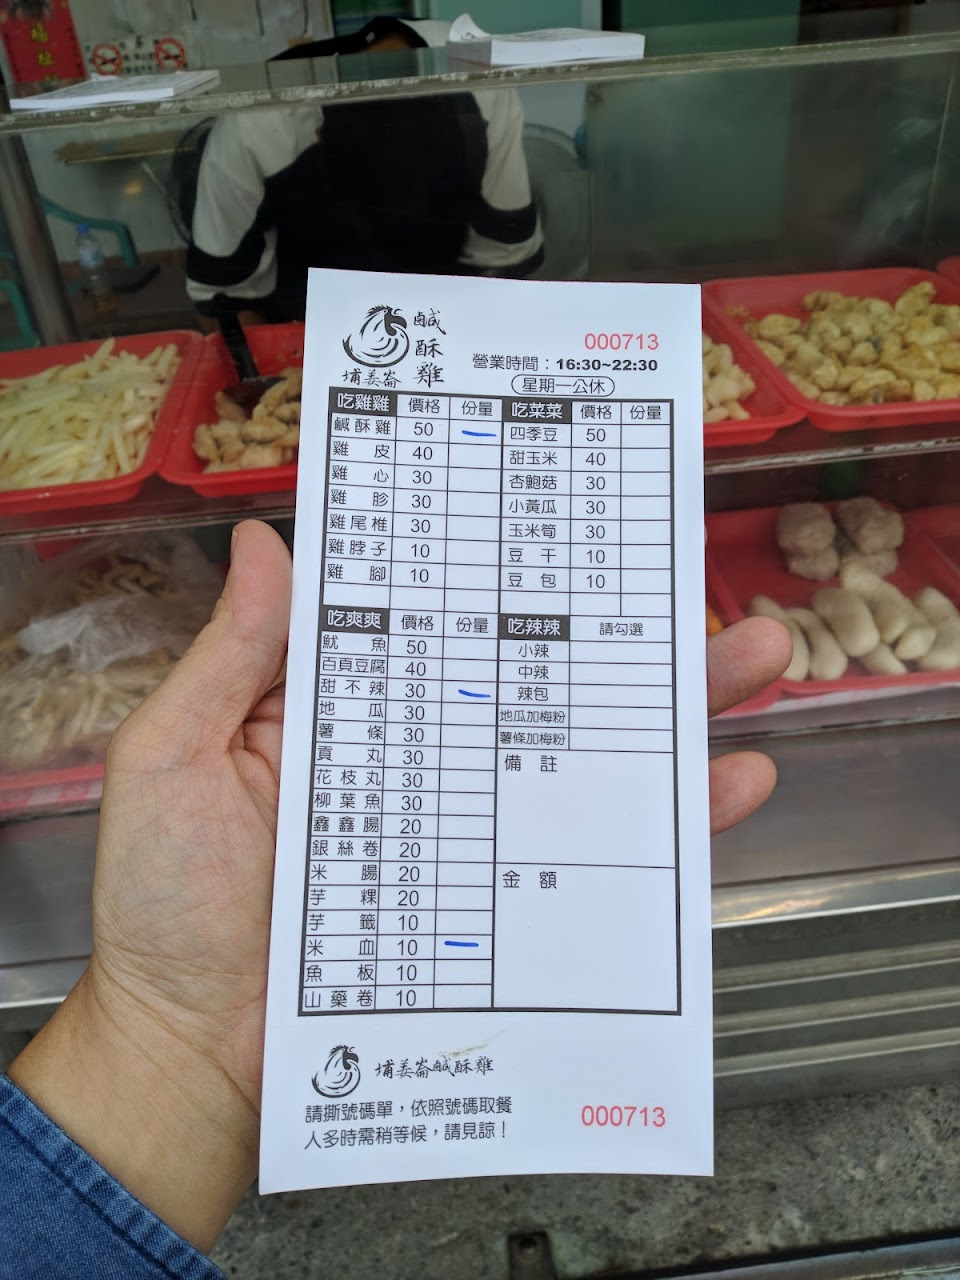 鹹酥雞
埔姜崙
000713
營業時間：16:30~22:30
星期一公休
吃雞雞 價格 份量
鹹酥雞 50 一
雞皮 40
雞心 30
雞胗 30
雞尾椎 30
雞脖子 10
雞腳 10
吃菜菜 價格 份量
四季豆 50
甜玉米 40
杏鮑菇 30
小黃瓜 30
玉米筍 30
豆干 10
豆包 10
吃爽爽 價格 份量
魷魚 50
百頁豆腐 40
甜不辣 30 一
地瓜 30
薯條 30
貢丸 30
花枝丸 30
柳葉魚 30
鑫鑫腸 20
銀絲卷 20
米腸 20
芋粿 20
芋籤 10
米血 10 一
魚板 10
山藥卷 10
吃辣辣 請勾選
小辣
中辣
辣包
地瓜加梅粉
薯條加梅粉
備註
金額
埔姜崙鹹酥雞
請撕號碼單，依照號碼取餐
人多時需稍等候，請見諒！
000713